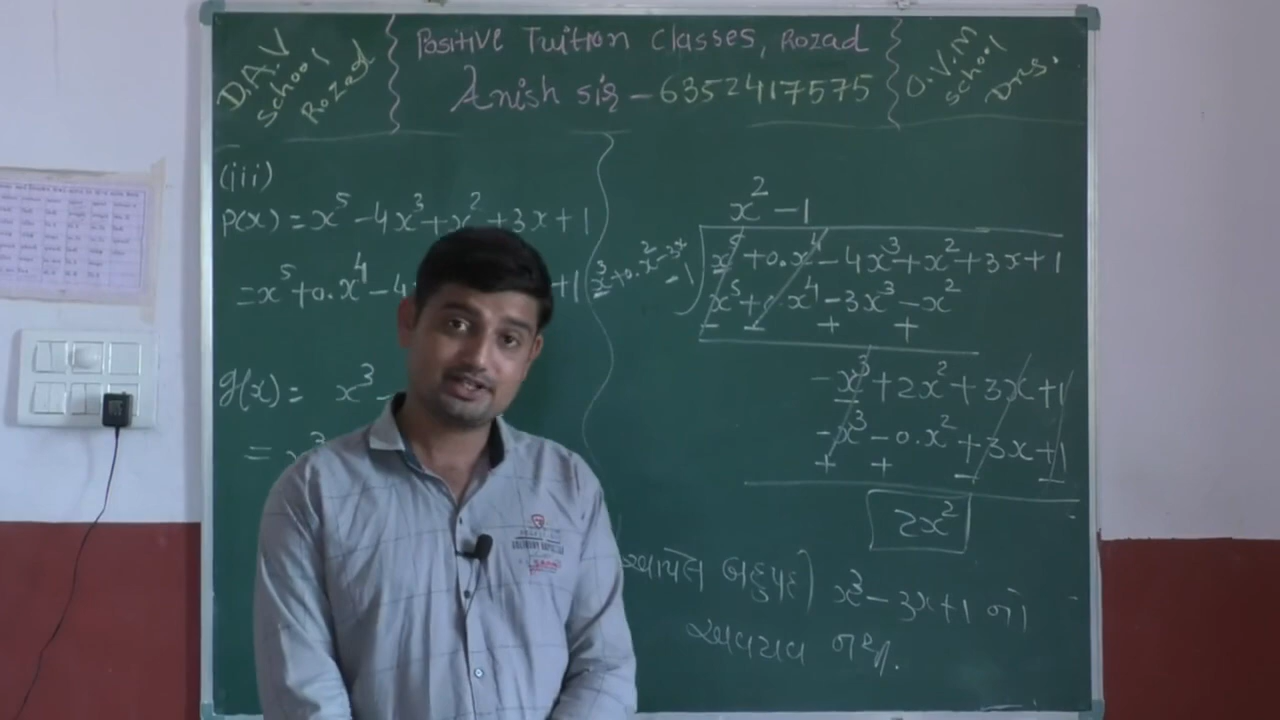 D.A.V School Rozad
Positive Tuition Classes, Rozad
Anish sir - 6352417575
O.V.M School Drs.
(iii)
P(x) = x⁵ - 4x³ + x² + 3x + 1
= x⁵ + 0.x⁴ - 4 + 1
g(x) = x³ -
= x³
x² - 1
x³ + 0.x² - 3x - 1 ) x⁵ + 0.x⁴ - 4x³ + x² + 3x + 1
x⁵ + 0.x⁴ - 3x³ - x²
- - + +
- x³ + 2x² + 3x + 1
- x³ - 0.x² + 3x + 1
+ + - -
2x²
આપેલ બહુપદી x³ - 3x + 1 નો
અવયવ નથી.